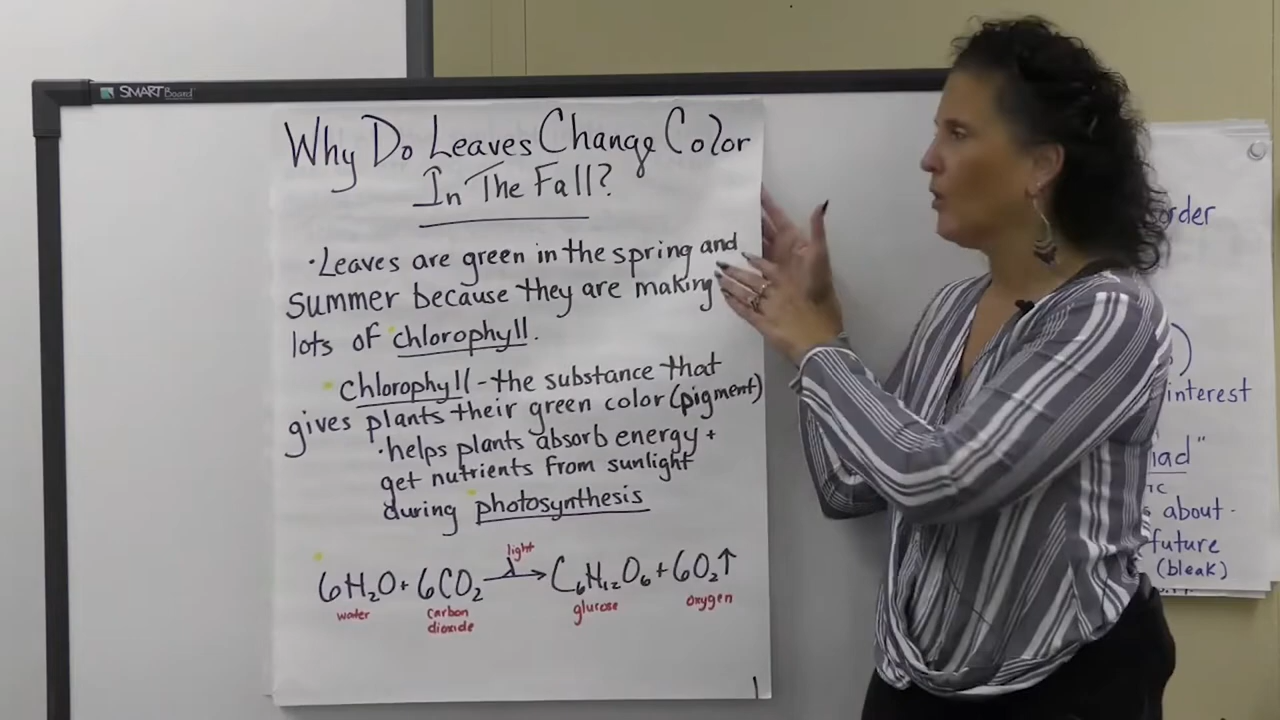 SMART Board
Why Do Leaves Change Color
In The Fall?
·Leaves are green in the spring and
summer because they are making
lots of chlorophyll.
chlorophyll-the substance that
gives plants their green color (pigment)
·helps plants absorb energy +
get nutrients from sunlight
during photosynthesis
light
6H₂O + 6CO₂ λ→ C₆H₁₂O₆ + 6O₂↑
water carbon dioxide glucose oxygen
1
interest
about
future
(bleak)